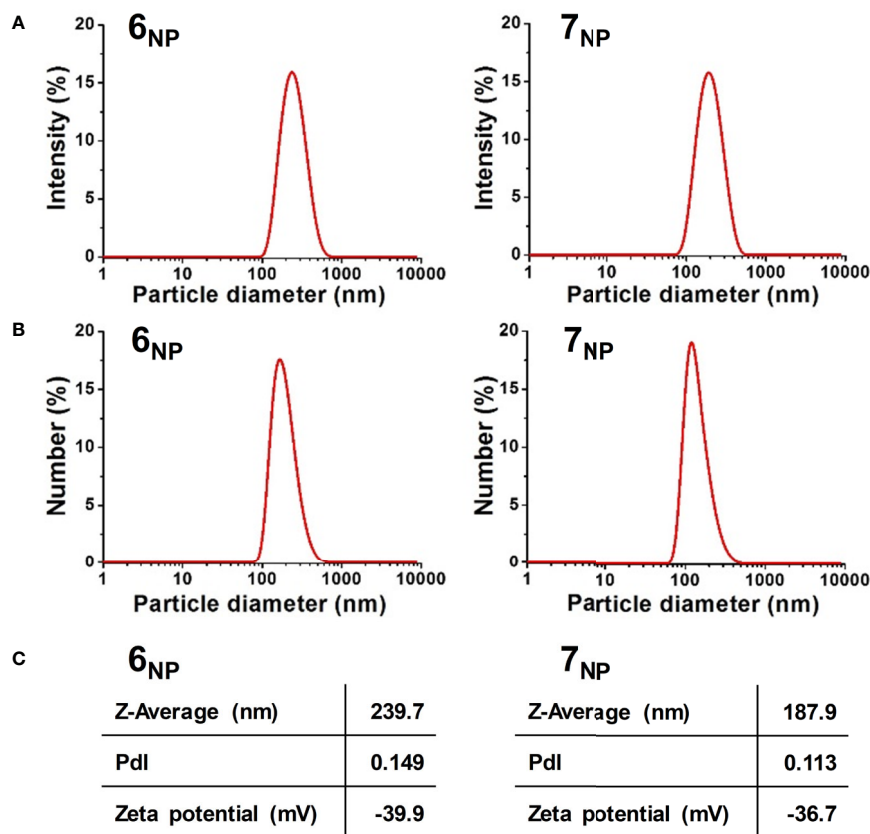 A
6NP
7NP
20
15
10
5
0
Intensity (%)
1 10 100 1000 10000
Particle diameter (nm)
20
15
10
5
0
Intensity (%)
1 10 100 1000 10000
Particle diameter (nm)
B
6NP
7NP
20
15
10
5
0
Number (%)
1 10 100 1000 10000
Particle diameter (nm)
20
15
10
5
0
Number (%)
1 10 100 1000 10000
Particle diameter (nm)
C
6NP
Z-Average (nm) 239.7
PdI 0.149
Zeta potential (mV) -39.9
7NP
Z-Average (nm) 187.9
PdI 0.113
Zeta potential (mV) -36.7